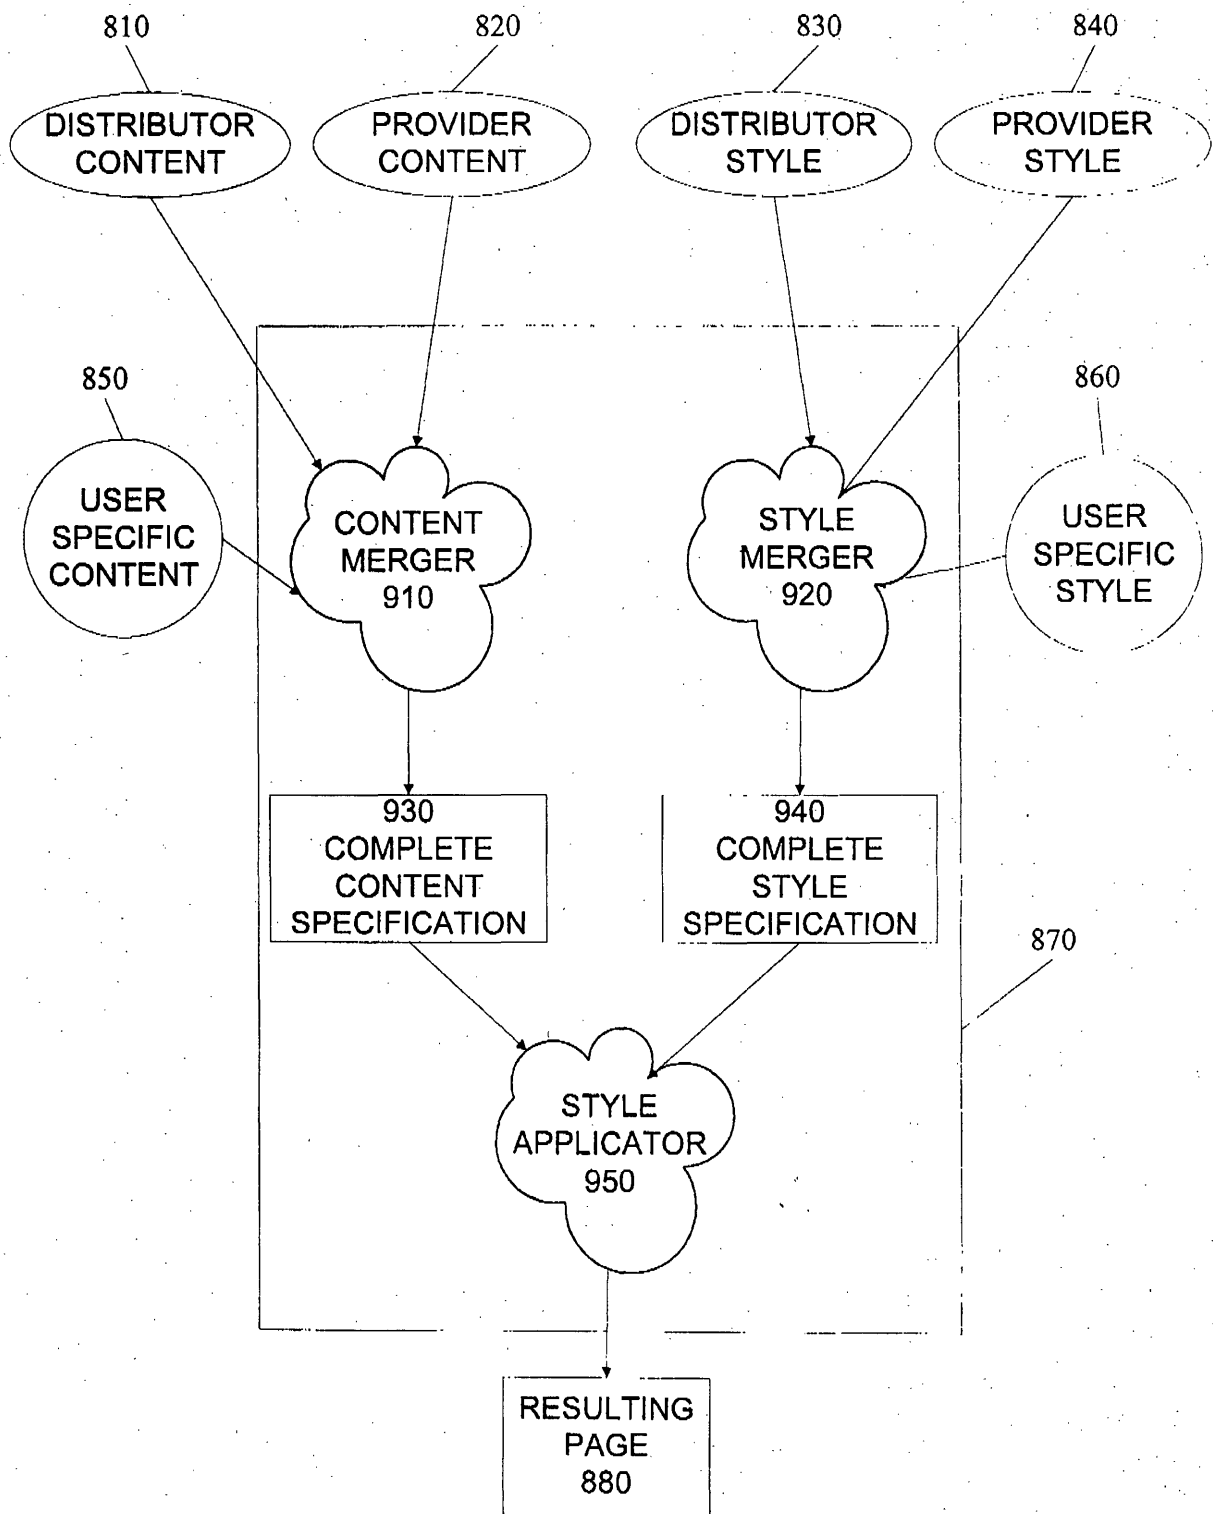 810
820
830
840
DISTRIBUTOR
CONTENT
PROVIDER
CONTENT
DISTRIBUTOR
STYLE
PROVIDER
STYLE
850
860
USER
SPECIFIC
CONTENT
CONTENT
MERGER
910
STYLE
MERGER
920
USER
SPECIFIC
STYLE
930
COMPLETE
CONTENT
SPECIFICATION
940
COMPLETE
STYLE
SPECIFICATION
870
STYLE
APPLICATOR
950
RESULTING
PAGE
880